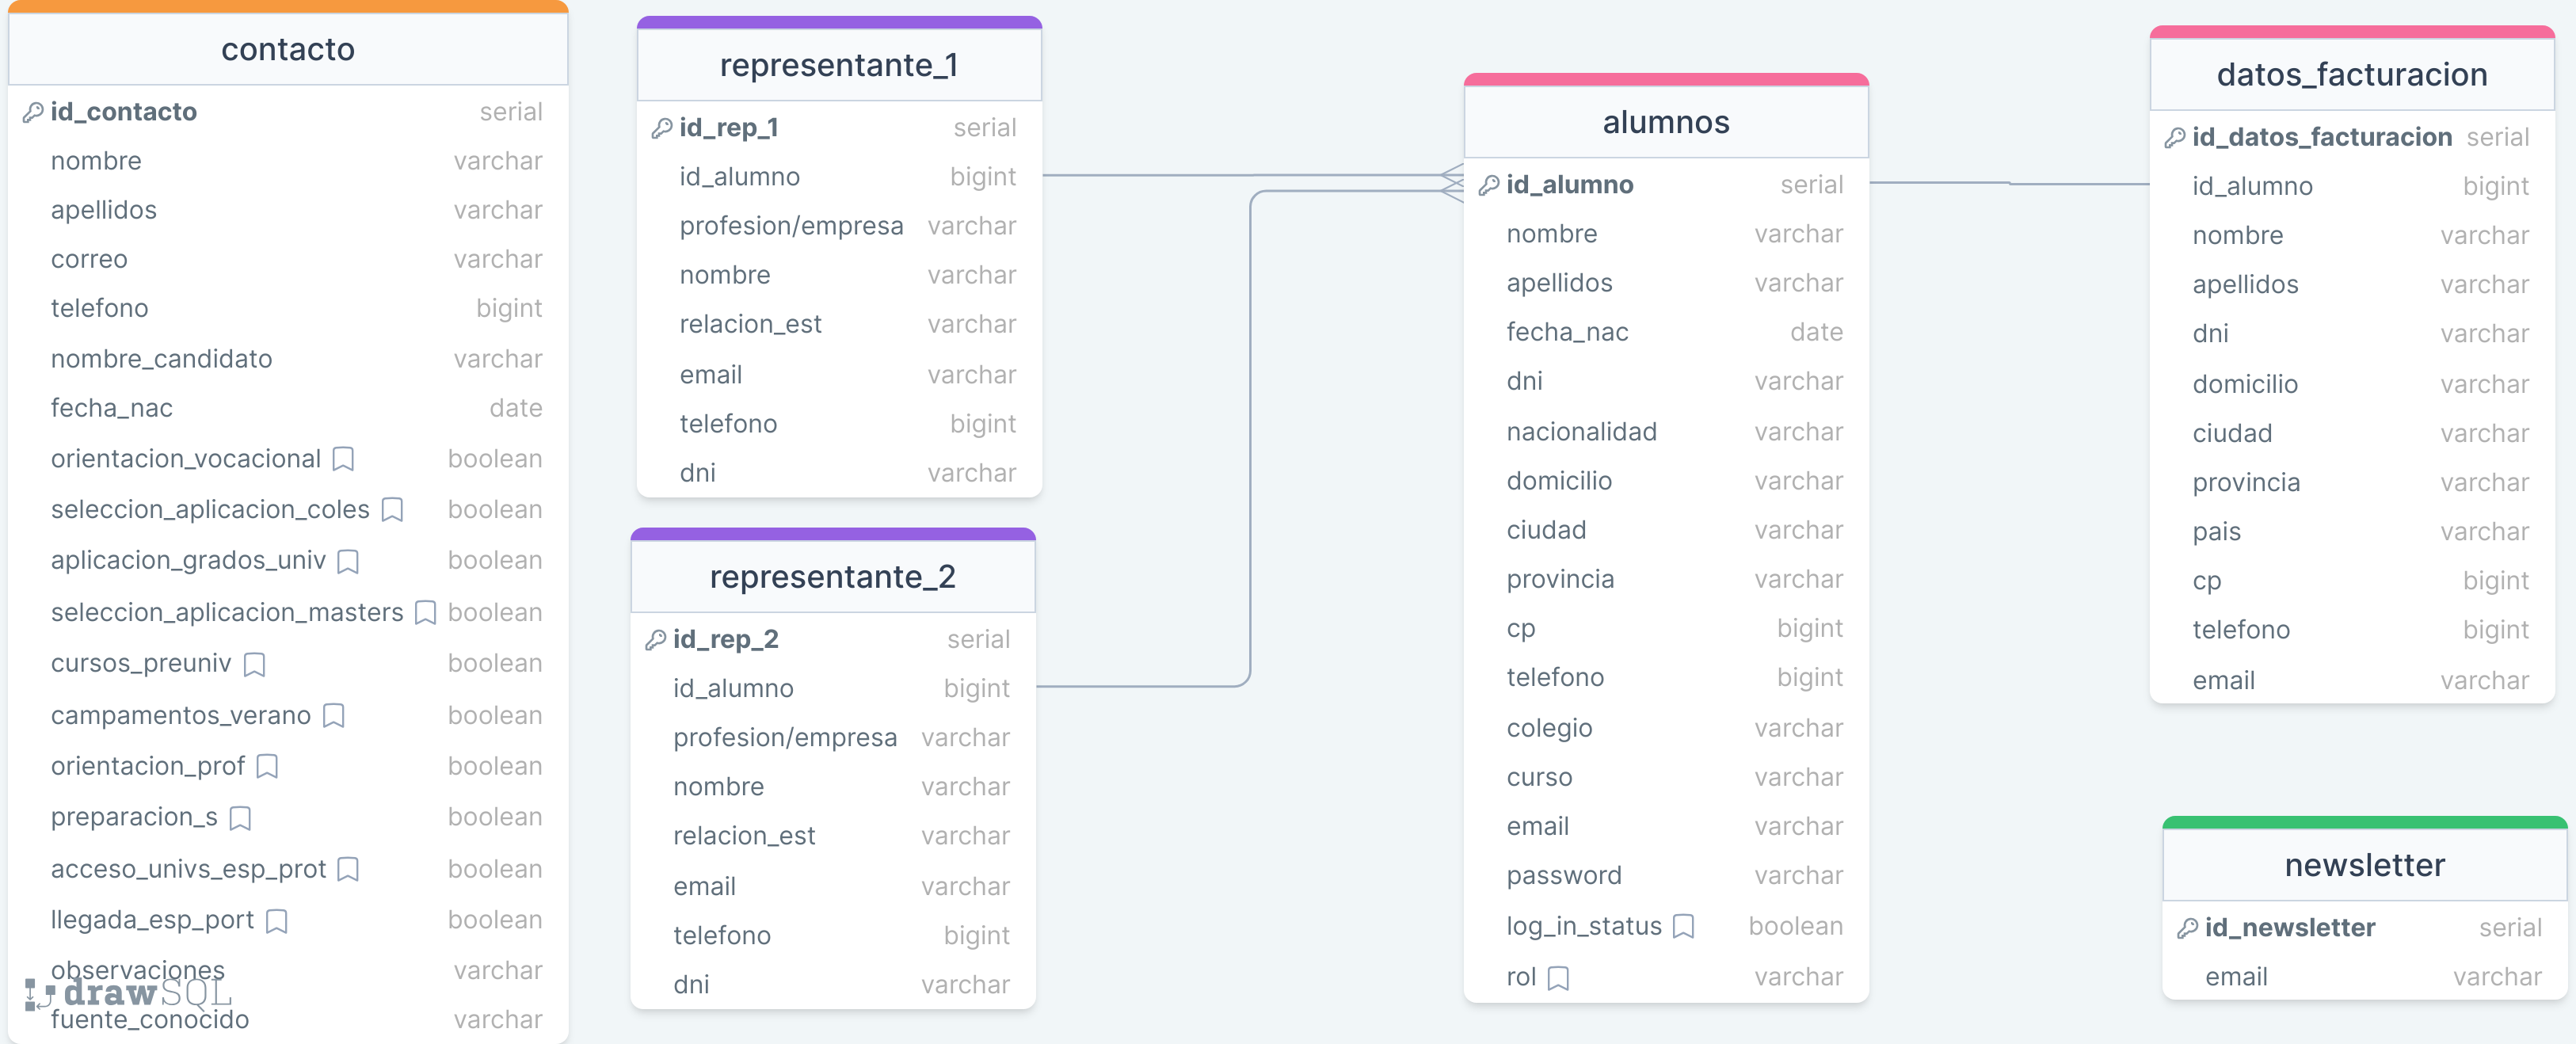 contacto
id_contacto serial
nombre varchar
apellidos varchar
correo varchar
telefono bigint
nombre_candidato varchar
fecha_nac date
orientacion_vocacional boolean
seleccion_aplicacion_coles boolean
aplicacion_grados_univ boolean
seleccion_aplicacion_masters boolean
cursos_preuniv boolean
campamentos_verano boolean
orientacion_prof boolean
preparacion_s boolean
acceso_univs_esp_prot boolean
llegada_esp_port boolean
observaciones varchar
drawSQL
fuente_conocido varchar
representante_1
id_rep_1 serial
id_alumno bigint
profesion/empresa varchar
nombre varchar
relacion_est varchar
email varchar
telefono bigint
dni varchar
representante_2
id_rep_2 serial
id_alumno bigint
profesion/empresa varchar
nombre varchar
relacion_est varchar
email varchar
telefono bigint
dni varchar
alumnos
id_alumno serial
nombre varchar
apellidos varchar
fecha_nac date
dni varchar
nacionalidad varchar
domicilio varchar
ciudad varchar
provincia varchar
cp bigint
telefono bigint
colegio varchar
curso varchar
email varchar
password varchar
log_in_status boolean
rol varchar
datos_facturacion
id_datos_facturacion serial
id_alumno bigint
nombre varchar
apellidos varchar
dni varchar
domicilio varchar
ciudad varchar
provincia varchar
pais varchar
cp bigint
telefono bigint
email varchar
newsletter
id_newsletter serial
email varchar